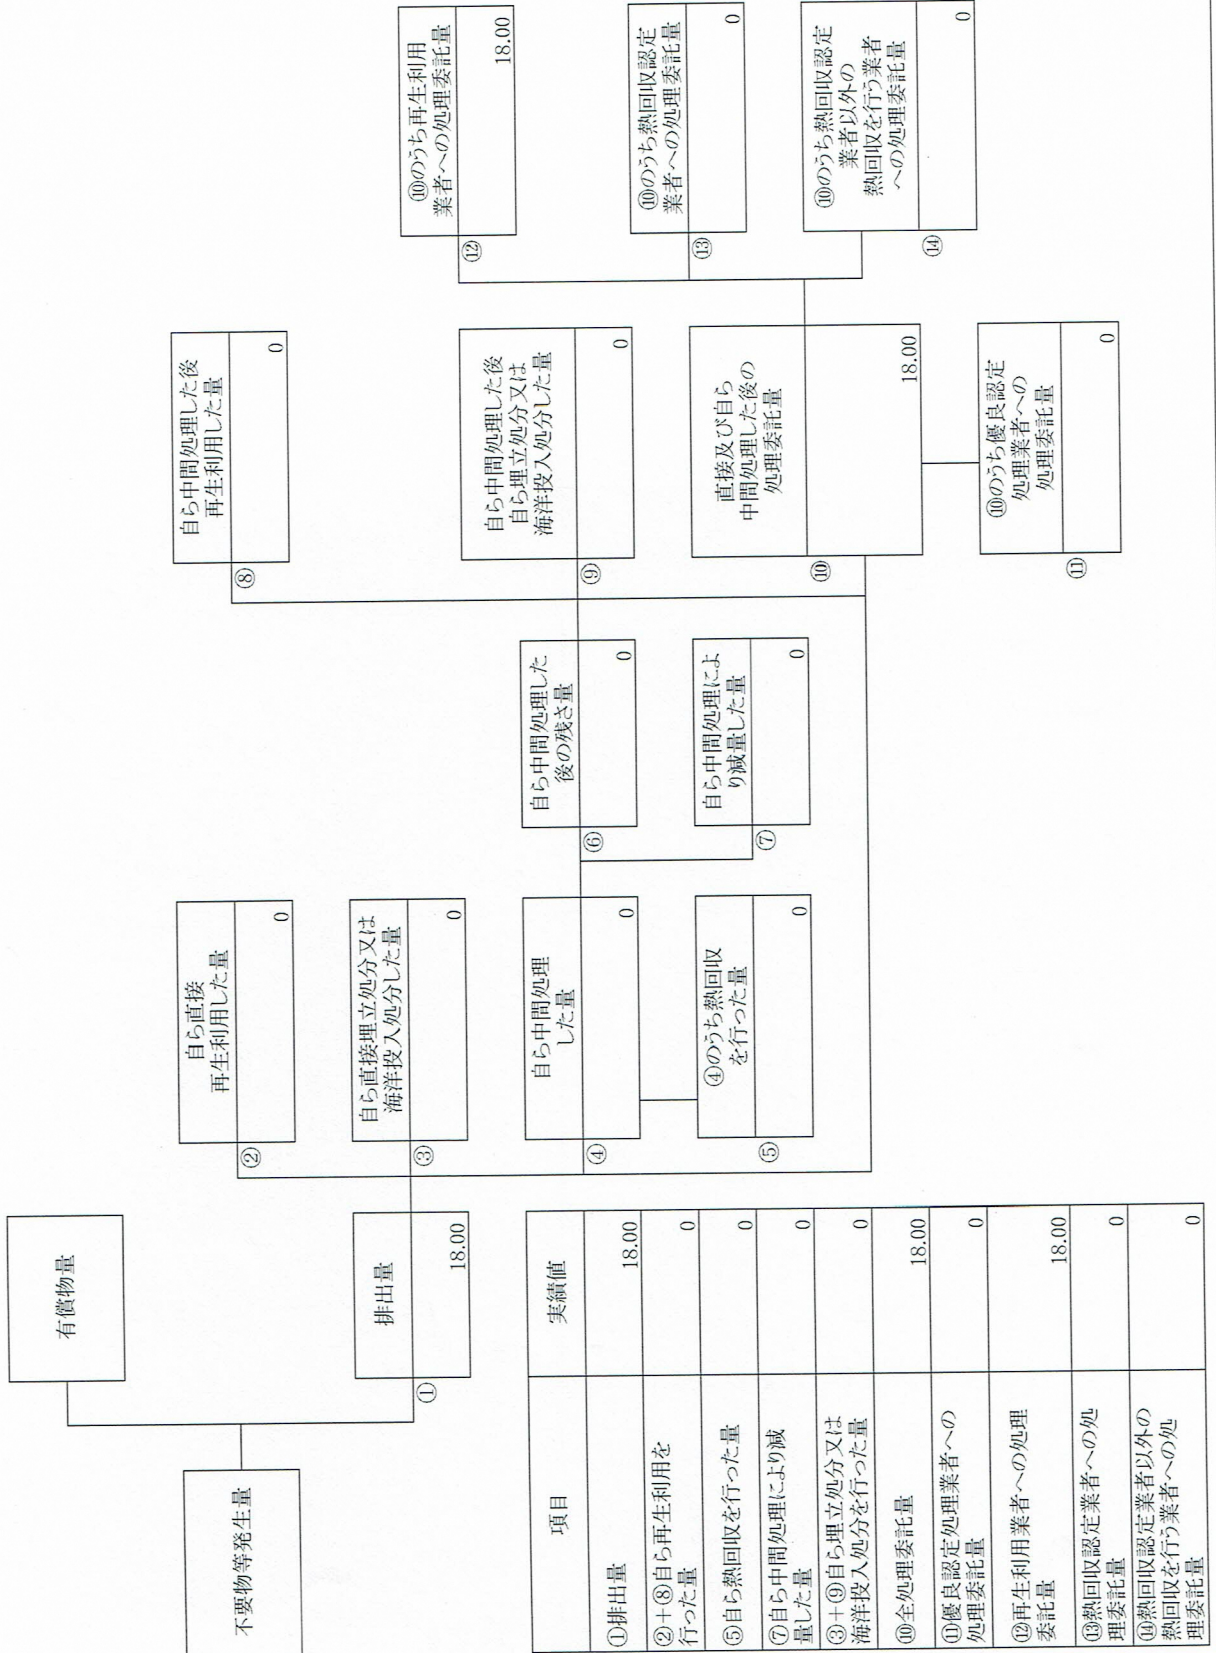 不要物等発生量
有償物量
①
排出量
18.00
②
自ら直接
再生利用した量
0
③
自ら直接埋立処分又は
海洋投入処分した量
0
④
自ら中間処理
した量
0
⑤
④のうち熱回収
を行った量
0
⑥
自ら中間処理した
後の残さ量
0
⑦
自ら中間処理によ
り減量した量
0
⑧
自ら中間処理した後
再生利用した量
0
⑨
自ら中間処理した後
自ら埋立処分又は
海洋投入処分した量
0
⑩
直接及び自ら
中間処理した後の
処理委託量
18.00
⑪
⑩のうち優良認定
処理業者への
処理委託量
0
⑫
⑩のうち再生利用
業者への処理委託量
18.00
⑬
⑩のうち熱回収認定
業者への処理委託量
0
⑭
⑩のうち熱回収認定
業者以外の
熱回収を行う業者
への処理委託量
0
項目
実績値
①排出量
18.00
②+⑧自ら再生利用を
行った量
0
⑤自ら熱回収を行った量
0
⑦自ら中間処理により減
量した量
0
③+⑨自ら埋立処分又は
海洋投入処分を行った量
0
⑩全処理委託量
18.00
⑪優良認定処理業者への
処理委託量
0
⑫再生利用業者への処理
委託量
18.00
⑬熱回収認定業者への処
理委託量
0
⑭熱回収認定業者以外の
熱回収を行う業者への処
理委託量
0